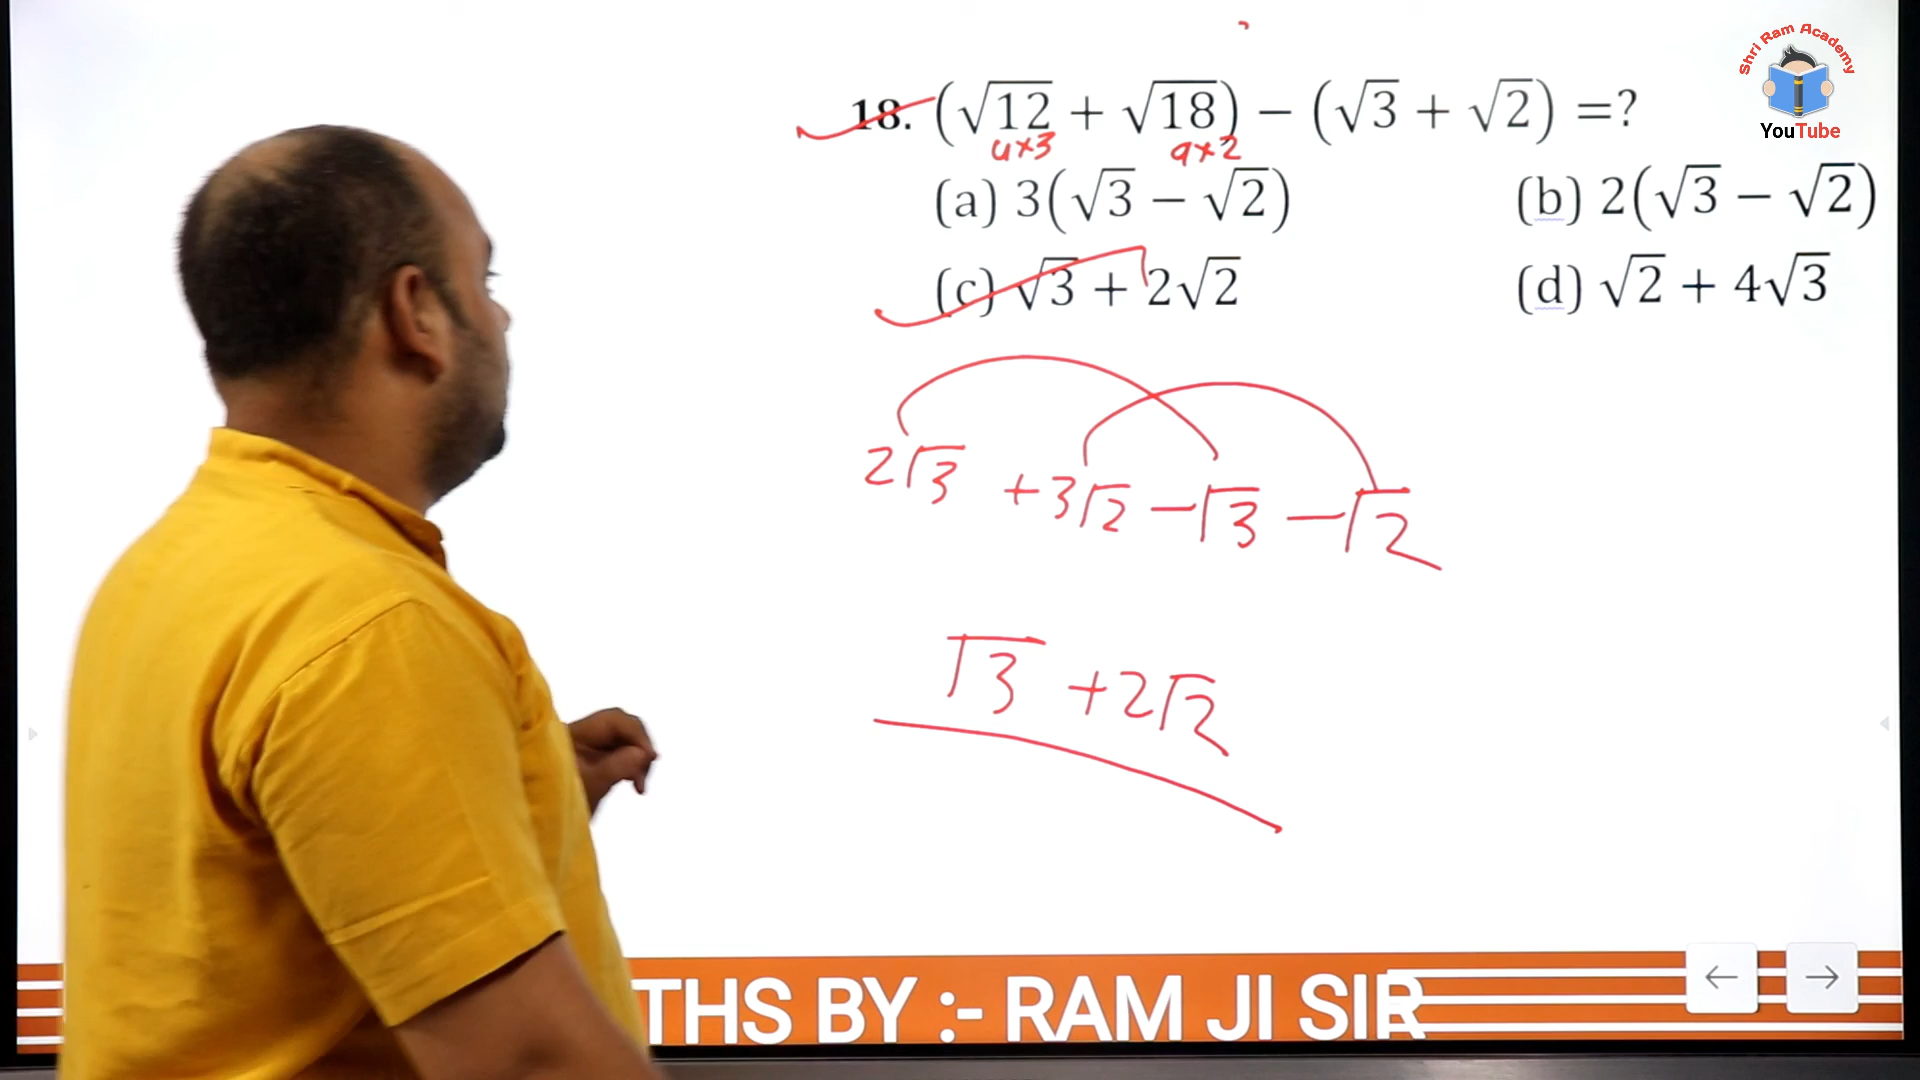 Shri Ram Academy
YouTube
18. (√12 + √18) − (√3 + √2) =?
4×3 9×2
(a) 3(√3 − √2) (b) 2(√3 − √2)
(c) √3 + 2√2 (d) √2 + 4√3
2√3 +3√2 −√3 −√2
√3 +2√2
THS BY :- RAM JI SIR